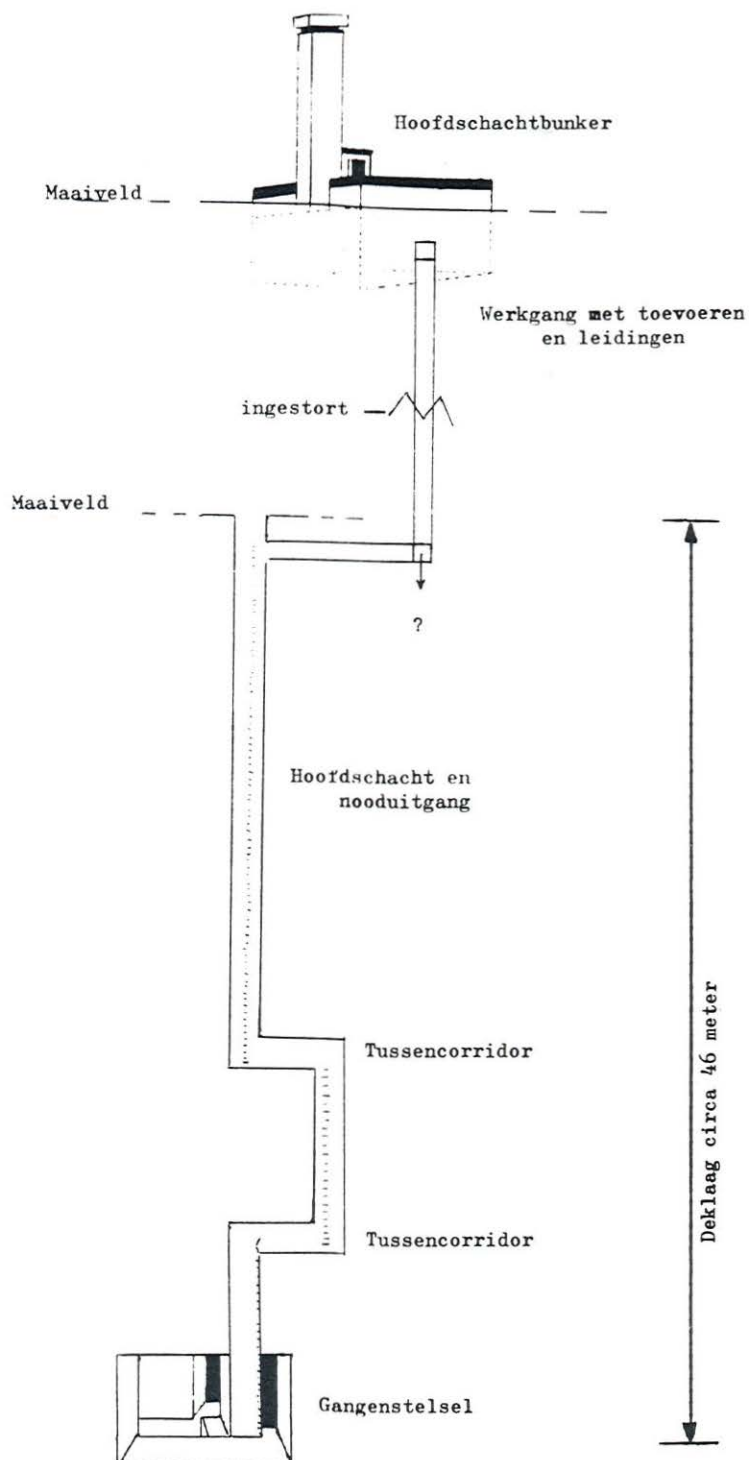 Hoofdschachtbunker
Maaiveld
Werkgang met toevoeren
en leidingen
ingestort
Maaiveld
?
Hoofdschacht en
nooduitgang
Tussencorridor
Deklaag circa 46 meter
Tussencorridor
Gangenstelsel